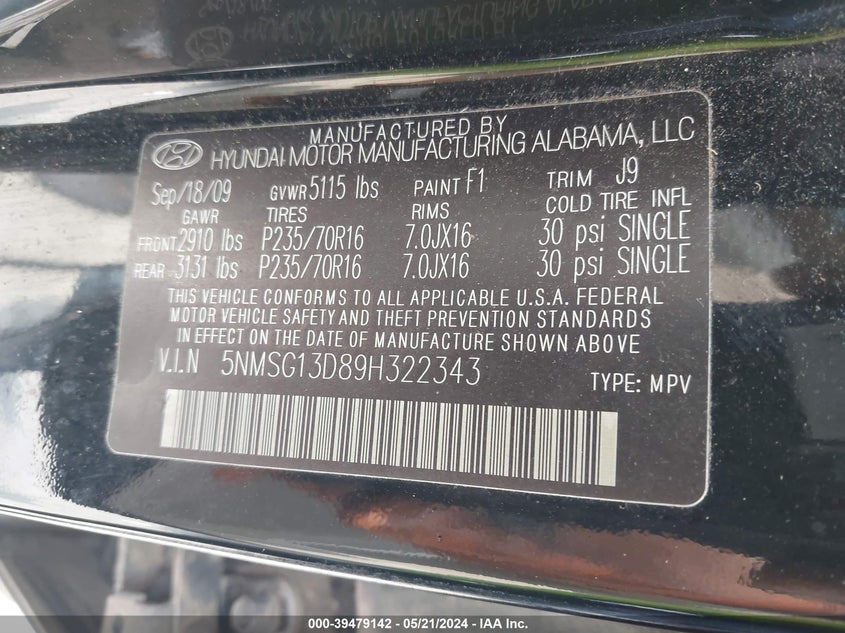 MANUFACTURED BY
HYUNDAI MOTOR MANUFACTURING ALABAMA, LLC
Sep/18/09 GVWR 5115 lbs PAINT F1 TRIM J9
GAWR TIRES RIMS COLD TIRE INFL
FRONT 2910 lbs P235/70R16 7.0JX16 30 psi SINGLE
REAR 3131 lbs P235/70R16 7.0JX16 30 psi SINGLE
THIS VEHICLE CONFORMS TO ALL APPLICABLE U.S.A. FEDERAL
MOTOR VEHICLE SAFETY AND THEFT PREVENTION STANDARDS
IN EFFECT ON THE DATE OF MANUFACTURE SHOWN ABOVE
V.I.N 5NMSG13D89H322343
TYPE: MPV
000-39479142 - 05/21/2024 - IAA Inc.